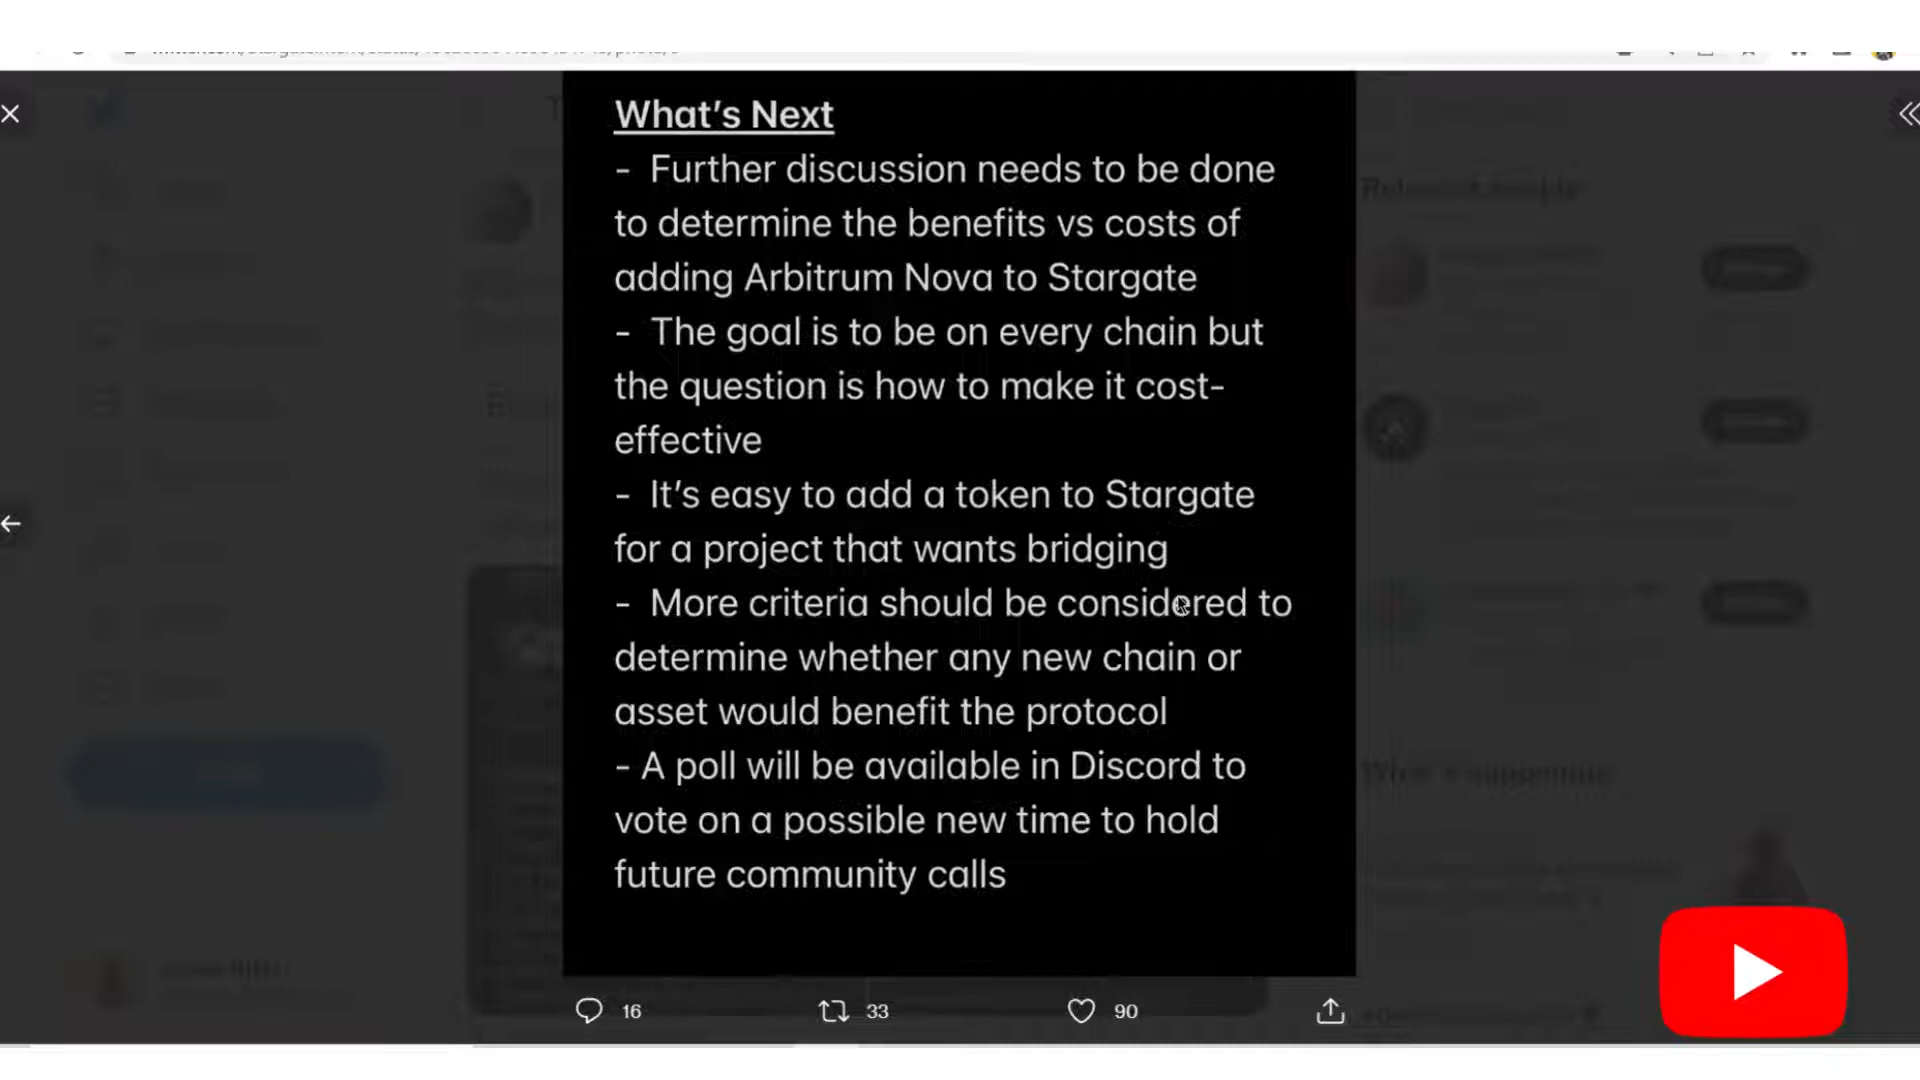 What's Next
- Further discussion needs to be done
to determine the benefits vs costs of
adding Arbitrum Nova to Stargate
- The goal is to be on every chain but
the question is how to make it cost-
effective
- It's easy to add a token to Stargate
for a project that wants bridging
- More criteria should be considered to
determine whether any new chain or
asset would benefit the protocol
- A poll will be available in Discord to
vote on a possible new time to hold
future community calls
16 33 90